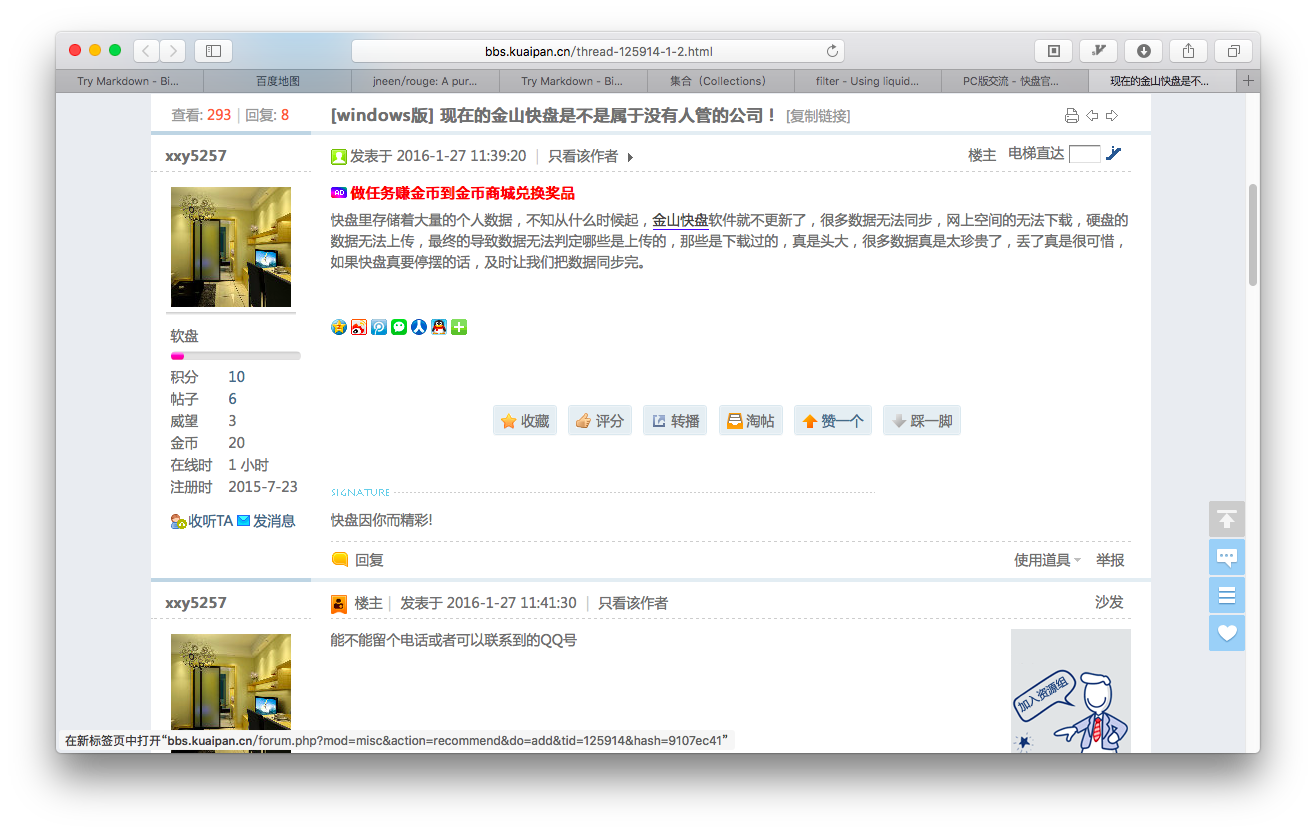 bbs.kuaipan.cn/thread-125914-1-2.html
Try Markdown - Bi... 百度地图 jneen/rouge: A pur... Try Markdown - Bi... 集合（Collections） filter - Using liquid... PC版交流 - 快盘官... 现在的金山快盘是不...
查看: 293 | 回复: 8 [windows版] 现在的金山快盘是不是属于没有人管的公司！ [复制链接]
xxy5257 发表于 2016-1-27 11:39:20 | 只看该作者 楼主 电梯直达
AD 做任务赚金币到金币商城兑换奖品
快盘里存储着大量的个人数据，不知从什么时候起，金山快盘软件就不更新了，很多数据无法同步，网上空间的无法下载，硬盘的
数据无法上传，最终的导致数据无法判定哪些是上传的，那些是下载过的，真是头大，很多数据真是太珍贵了，丢了真是很可惜，
如果快盘真要停摆的话，及时让我们把数据同步完。
软盘
积分 10
帖子 6
威望 3
金币 20
在线时 1 小时
注册时 2015-7-23
收听TA 发消息
收藏 评分 转播 淘帖 赞一个 踩一脚
SIGNATURE
快盘因你而精彩!
回复 使用道具 举报
xxy5257 楼主 | 发表于 2016-1-27 11:41:30 | 只看该作者 沙发
能不能留个电话或者可以联系到的QQ号
加入资源组
在新标签页中打开“bbs.kuaipan.cn/forum.php?mod=misc&action=recommend&do=add&tid=125914&hash=9107ec41”